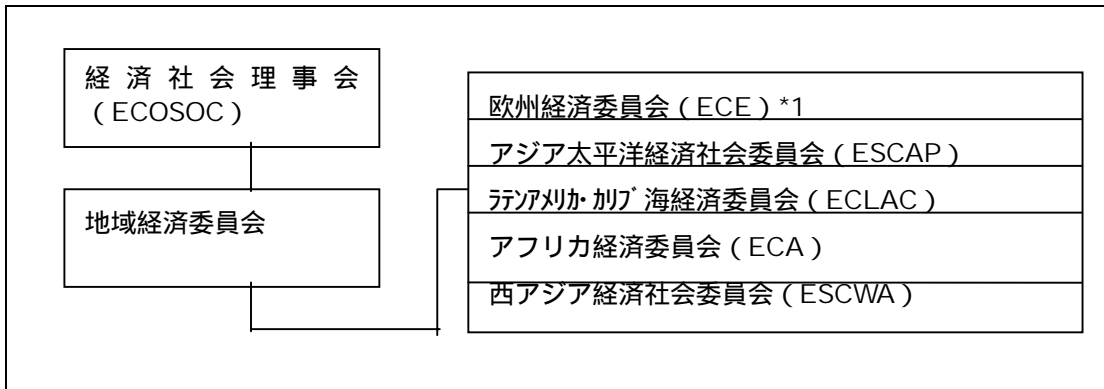 経済社会理事会
（ECOSOC）
地域経済委員会
欧州経済委員会（ECE）*1
アジア太平洋経済社会委員会（ESCAP）
ﾗﾃﾝｱﾒﾘｶ･ｶﾘﾌﾞ海経済委員会（ECLAC）
アフリカ経済委員会（ECA）
西アジア経済社会委員会（ESCWA）